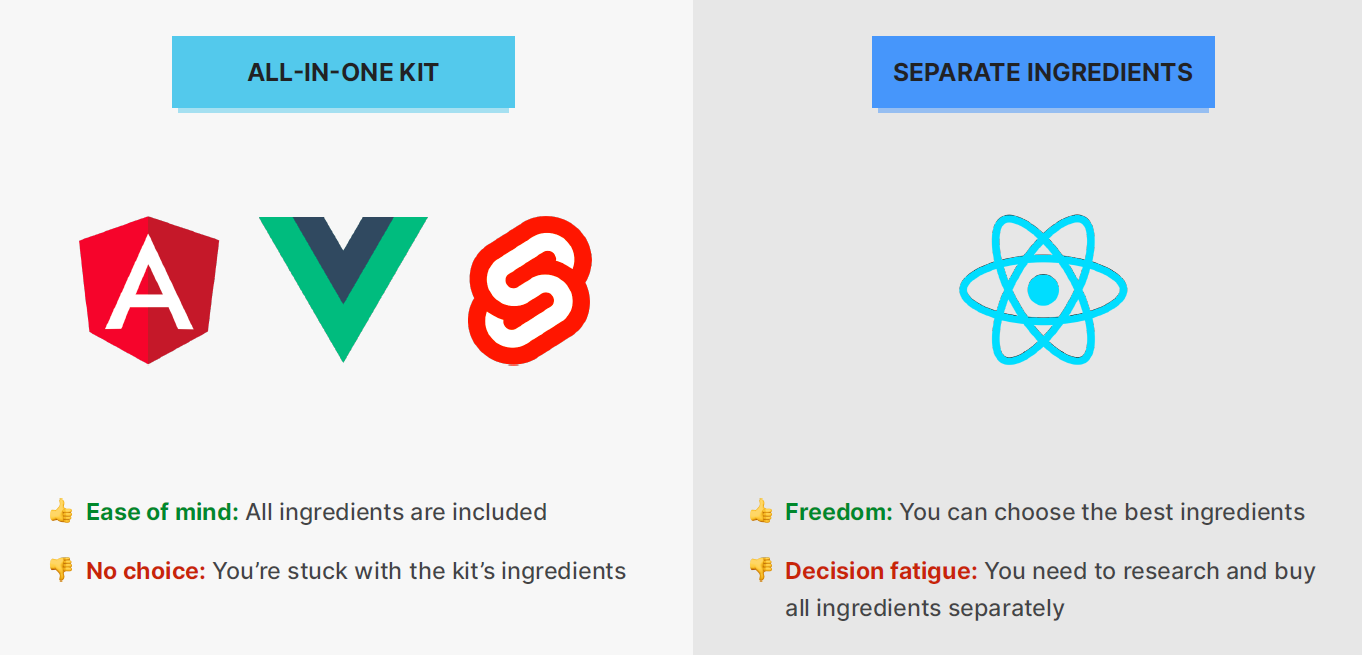 ALL-IN-ONE KIT
👍 Ease of mind: All ingredients are included
👎 No choice: You’re stuck with the kit’s ingredients
SEPARATE INGREDIENTS
👍 Freedom: You can choose the best ingredients
👎 Decision fatigue: You need to research and buy
all ingredients separately